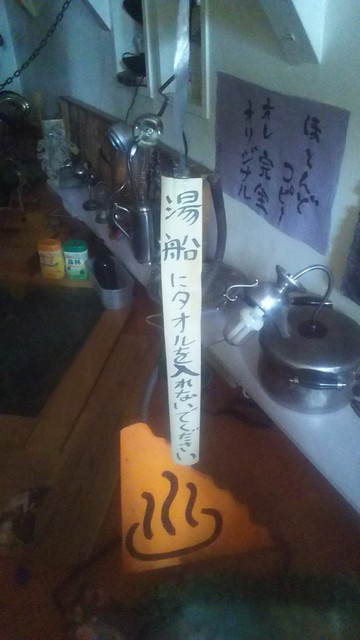 湯船にタオルを入れないでください
ほとんど
コピー
完全
オレ
オリジナル